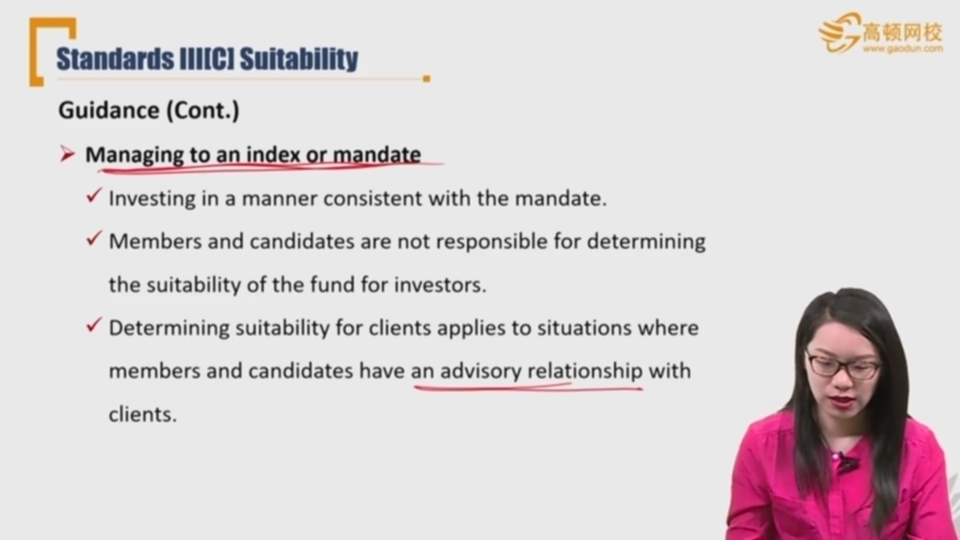 高顿网校
www.gaodun.com
Standards III[C] Suitability
Guidance (Cont.)
Managing to an index or mandate
Investing in a manner consistent with the mandate.
Members and candidates are not responsible for determining
the suitability of the fund for investors.
Determining suitability for clients applies to situations where
members and candidates have an advisory relationship with
clients.